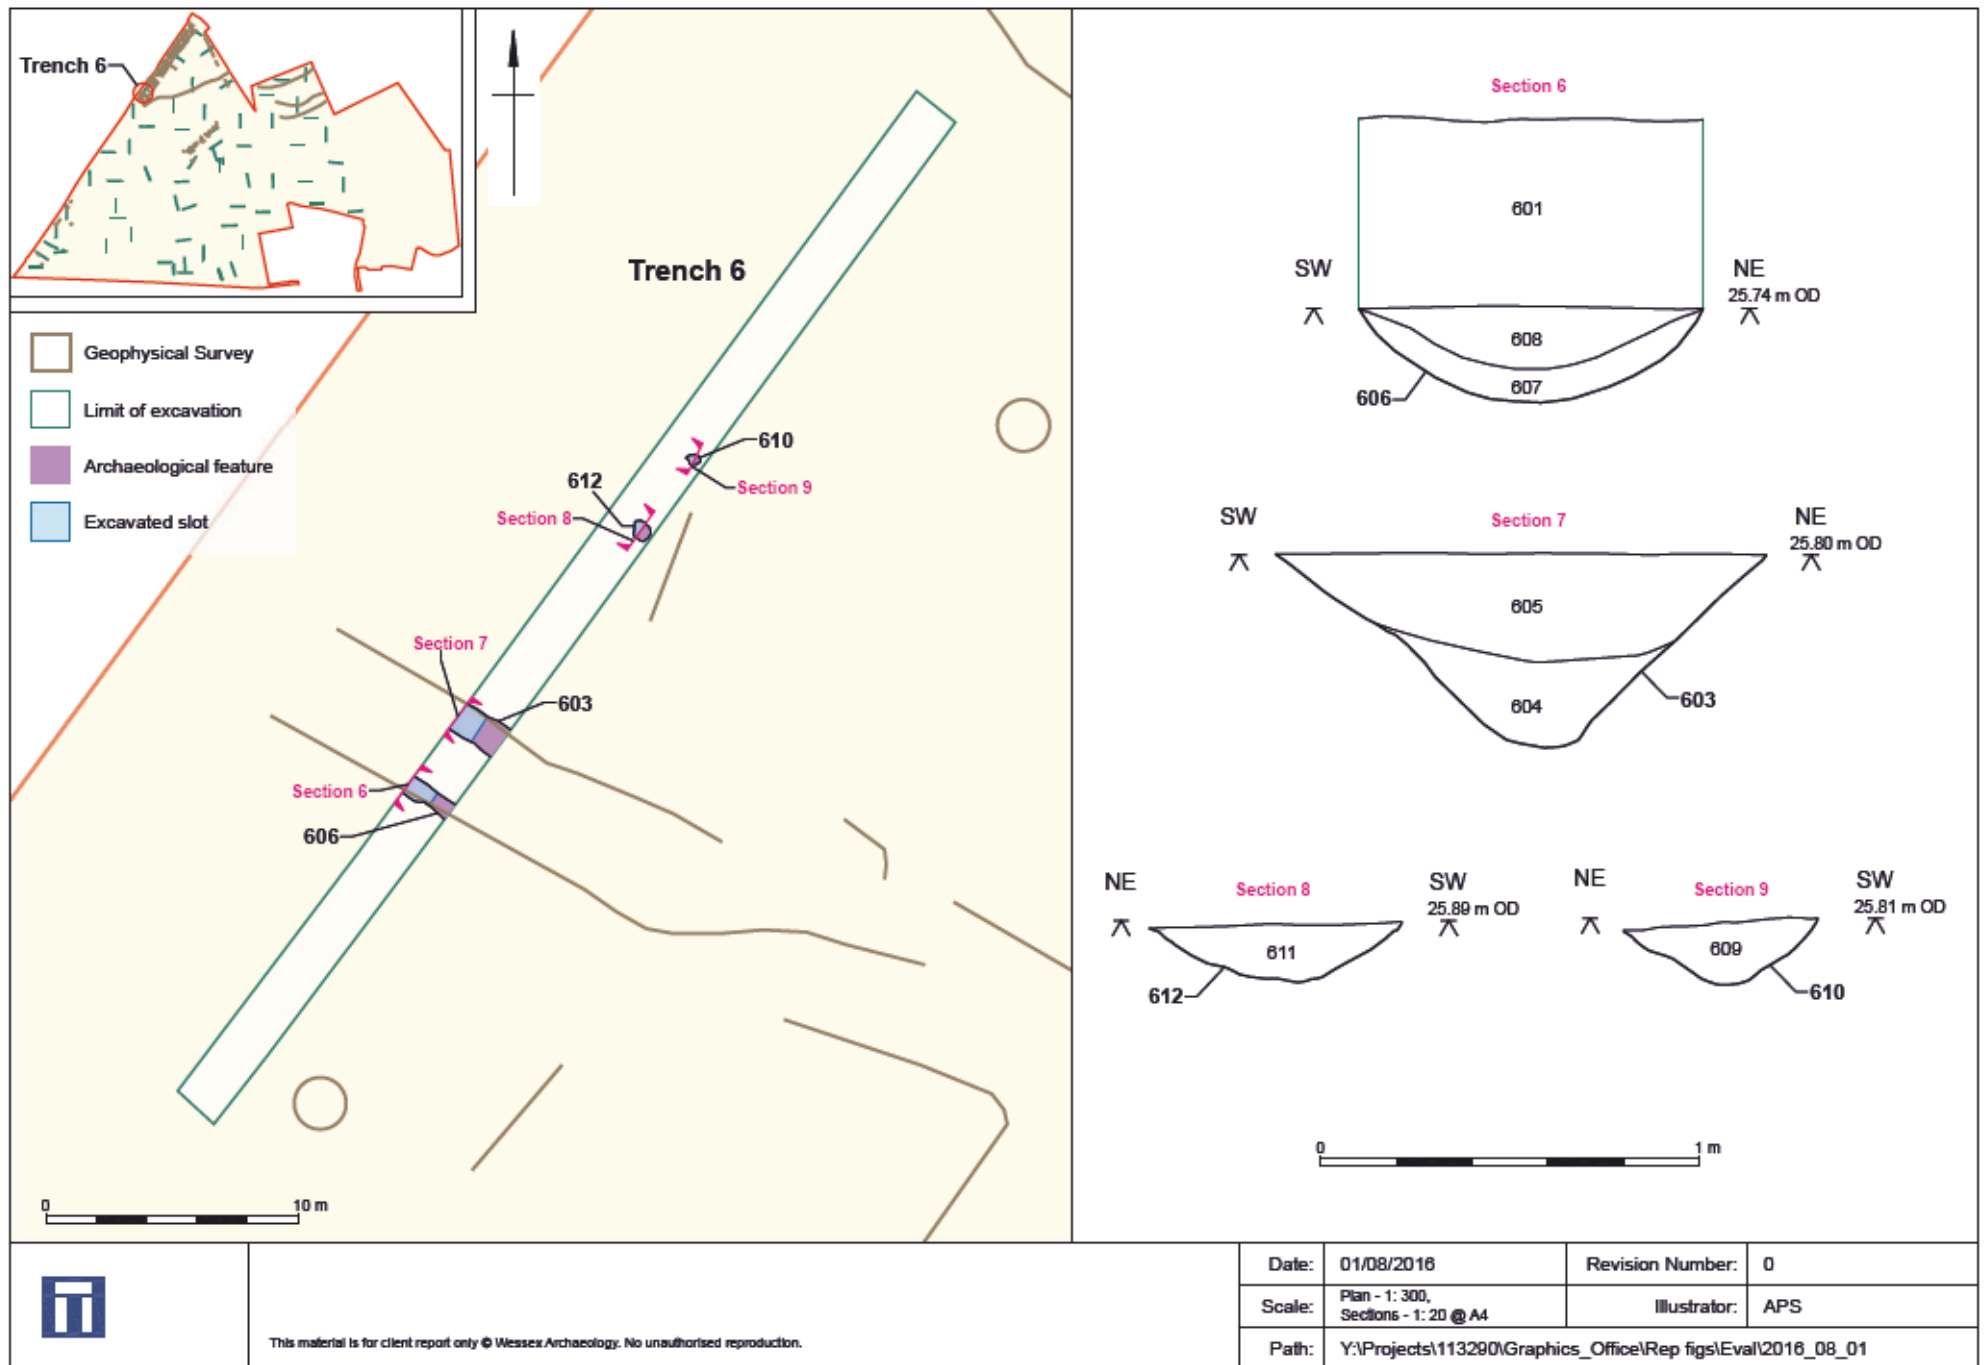 Trench 6
Geophysical Survey
Limit of excavation
Archaeological feature
Excavated slot
Trench 6
610
Section 9
612
Section 8
Section 7
603
Section 6
606
0
10 m
Section 6
601
SW
NE
25.74 m OD
608
607
606
SW
Section 7
NE
25.80 m OD
605
604
603
NE
Section 8
SW
25.89 m OD
611
612
NE
Section 9
SW
25.81 m OD
609
610
0
1 m
This material is for client report only © Wessex Archaeology. No unauthorised reproduction.
Date: 01/08/2016 Revision Number: 0
Scale: Plan - 1: 300,
Sections - 1: 20 @ A4
Illustrator: APS
Path: Y:\Projects\113290\Graphics_Office\Rep figs\Eval\2016_08_01